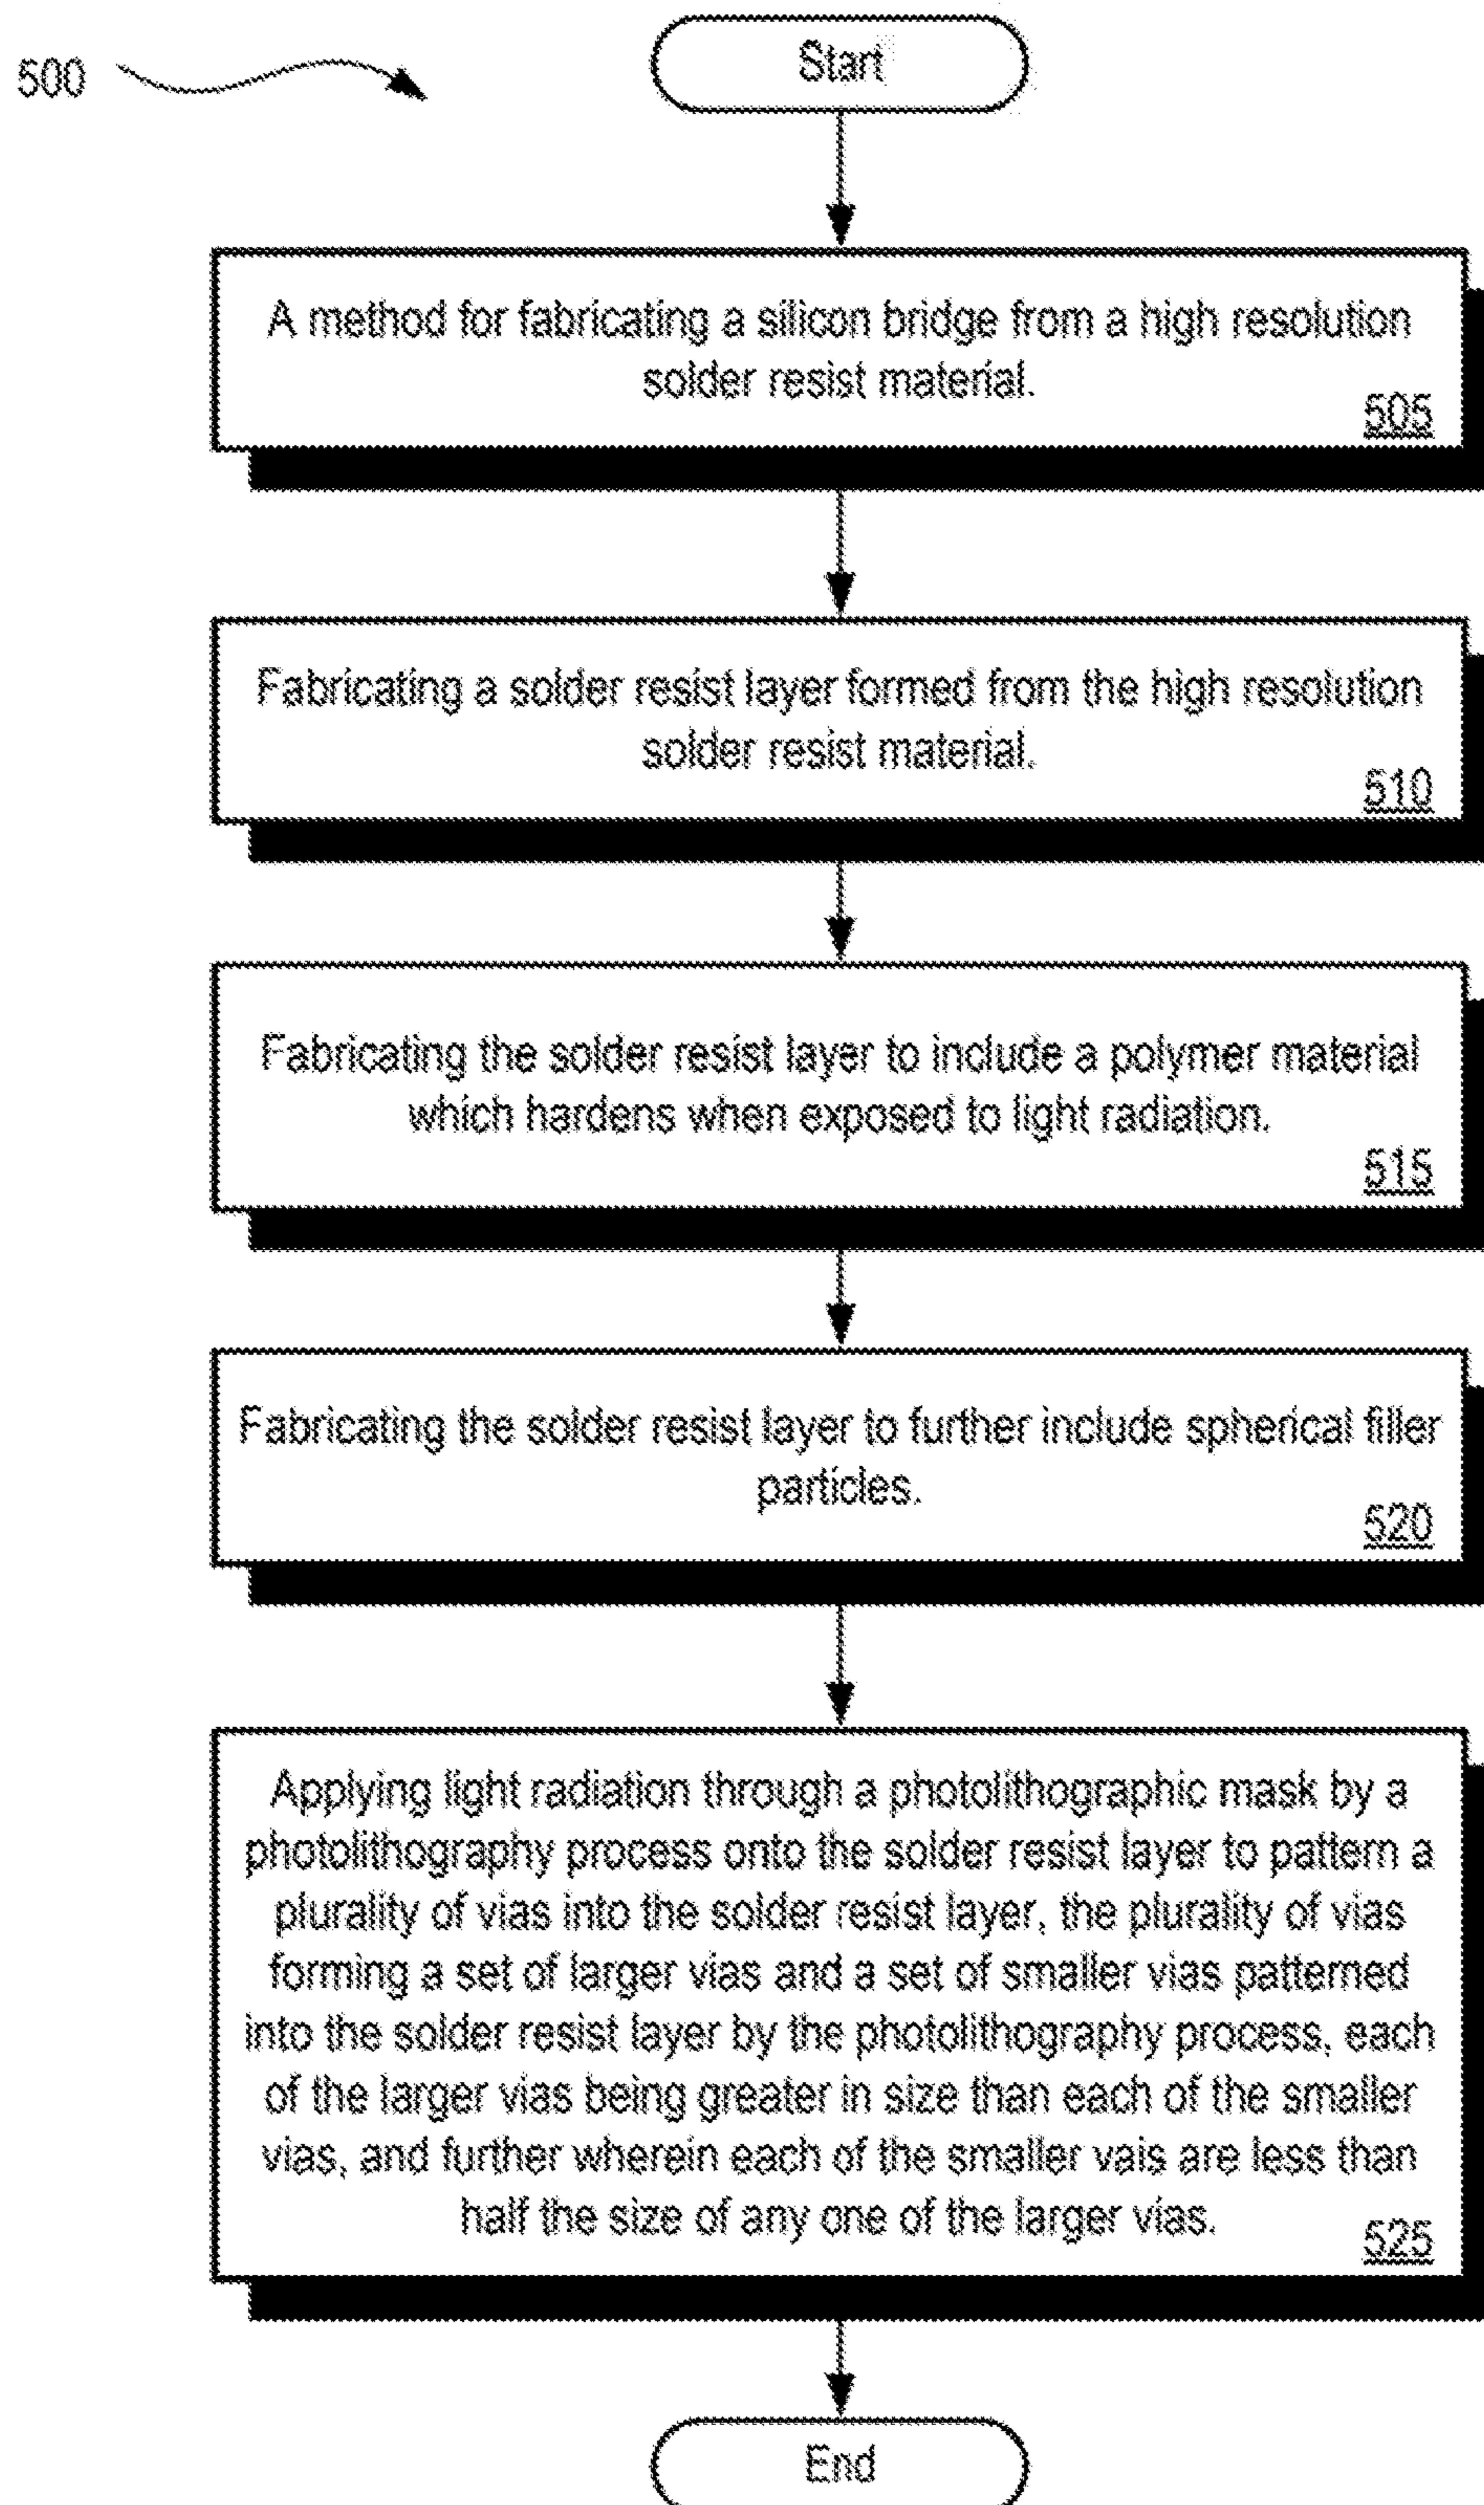 500
Start
A method for fabricating a silicon bridge from a high resolution
solder resist material.
505
Fabricating a solder resist layer formed from the high resolution
solder resist material.
510
Fabricating the solder resist layer to include a polymer material
which hardens when exposed to light radiation.
515
Fabricating the solder resist layer to further include spherical filler
particles.
520
Applying light radiation through a photolithographic mask by a
photolithography process onto the solder resist layer to pattern a
plurality of vias into the solder resist layer, the plurality of vias
forming a set of larger vias and a set of smaller vias patterned
into the solder resist layer by the photolithography process, each
of the larger vias being greater in size than each of the smaller
vias, and further wherein each of the smaller vais are less than
half the size of any one of the larger vias.
525
End